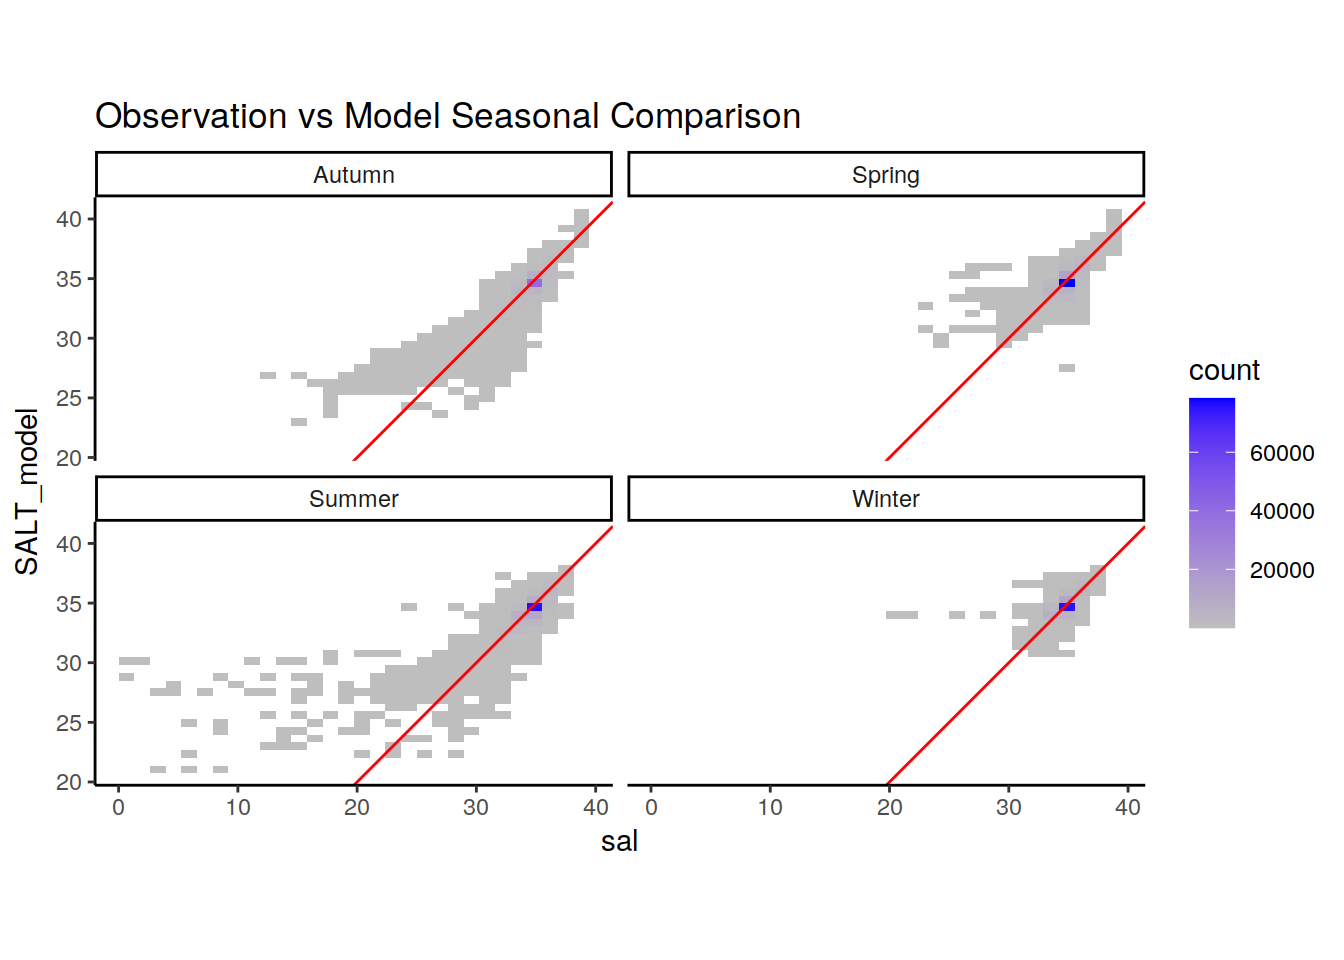 Observation vs Model Seasonal Comparison
Autumn
Spring
40
35
30
25
20
Summer
Winter
40
35
30
25
20
0 10 20 30 40
0 10 20 30 40
sal
SALT_model
count
60000
40000
20000